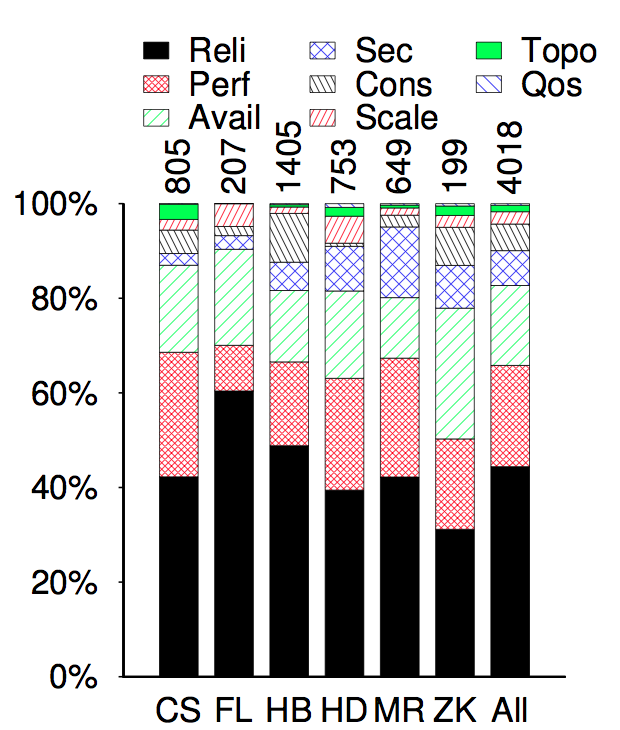 Reli Sec Topo
Perf Cons Qos
Avail Scale
805 207 1405 753 649 199 4018
100%
80%
60%
40%
20%
0%
CS FL HB HD MR ZK All